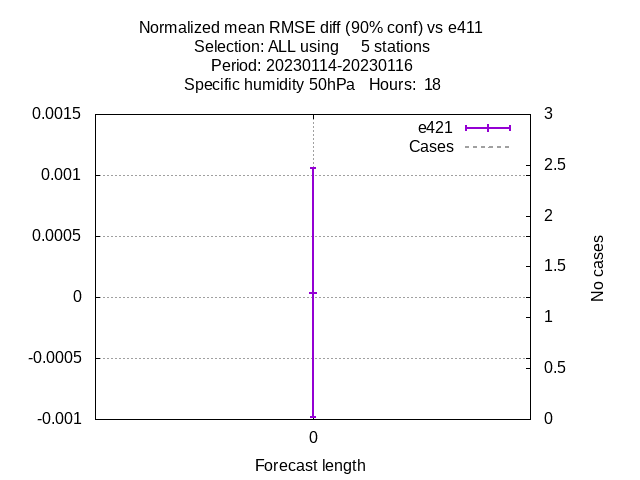 Normalized mean RMSE diff (90% conf) vs e411
Selection: ALL using     5 stations
Period: 20230114-20230116
Specific humidity 50hPa   Hours:  18
0.0015
0.001
0.0005
0
-0.0005
-0.001
3
2.5
2
1.5
1
0.5
0
e421
Cases
No cases
0
Forecast length